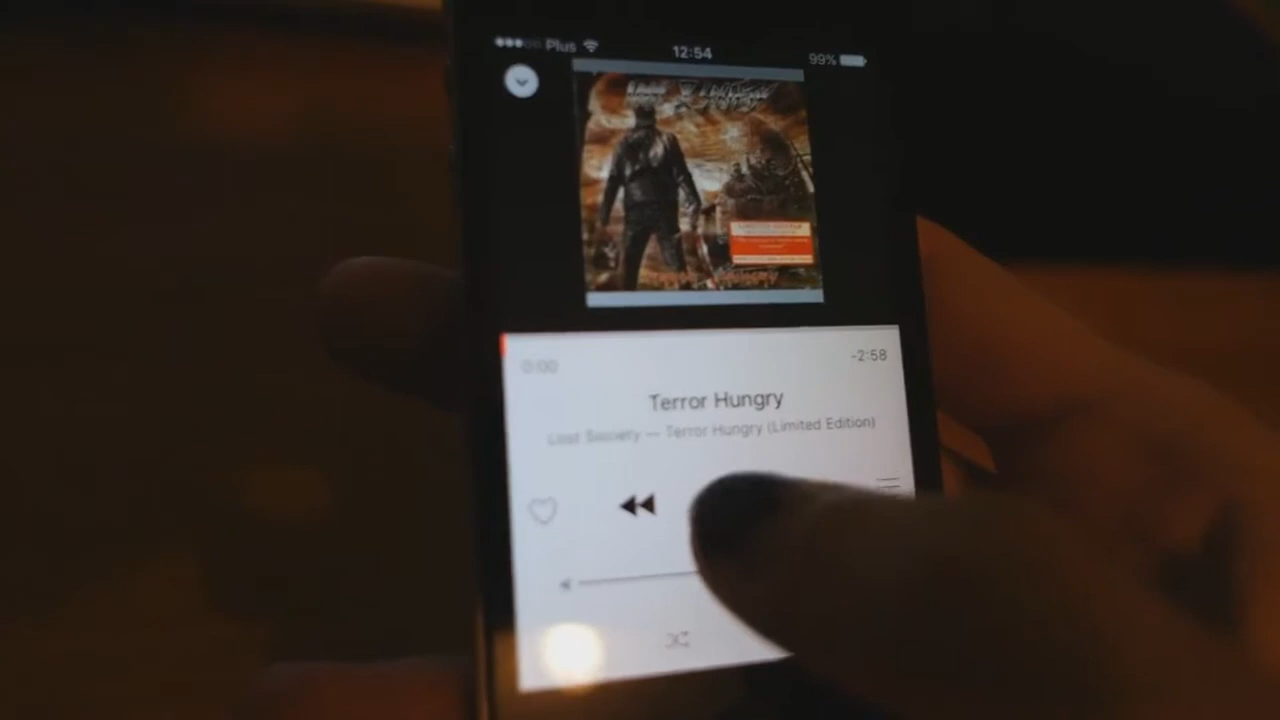 Plus 12:54 99%
0:00 -2:58
Terror Hungry
Lost Society — Terror Hungry (Limited Edition)